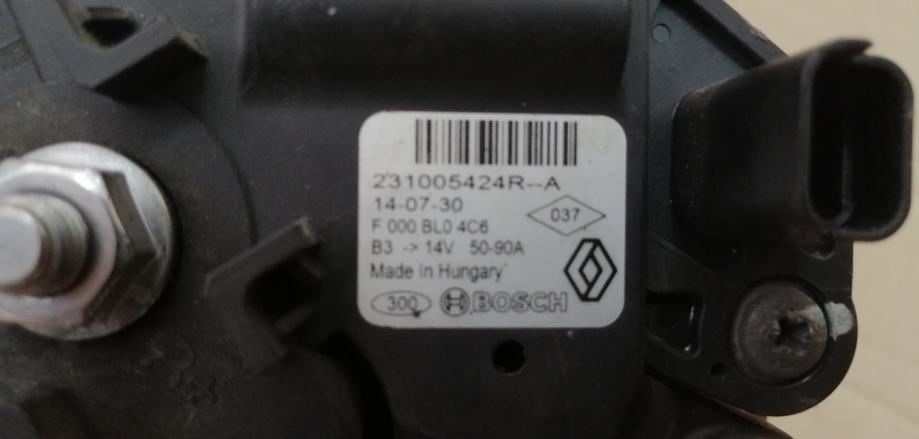 231005424R--A
14-07-30
037
F 000 BL0 4C6
B3 -> 14V 50-90A
Made In Hungary
300 BOSCH